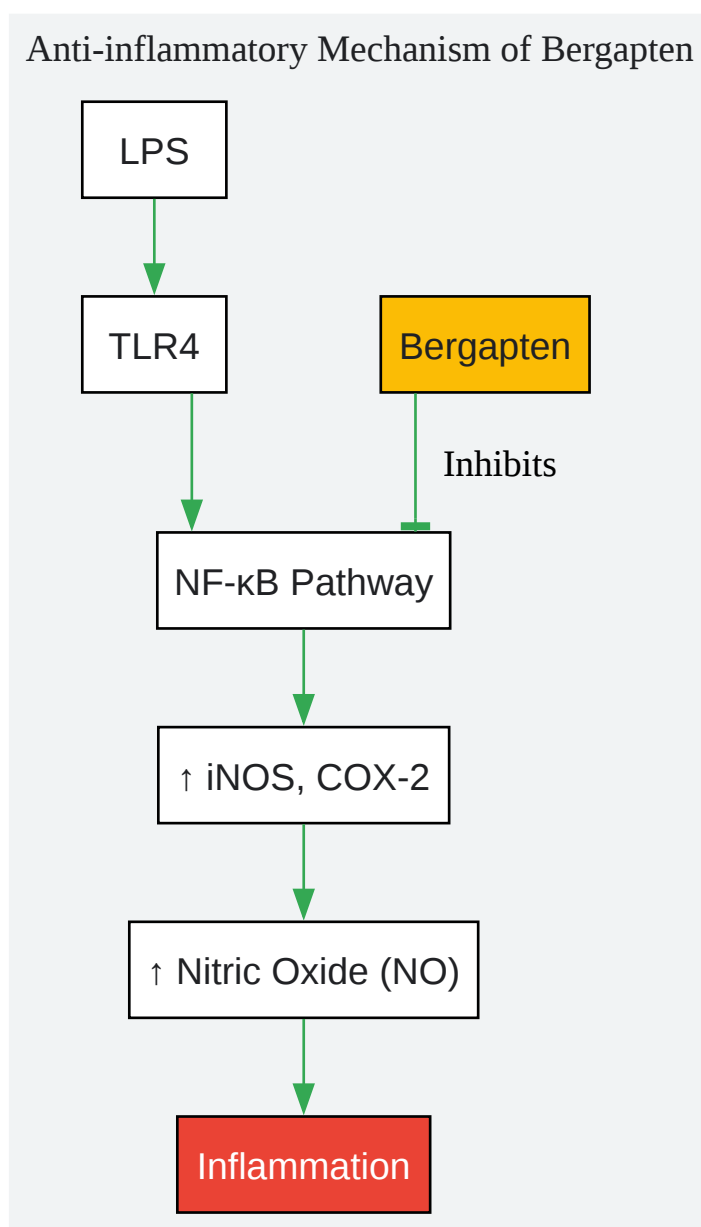 Anti-inflammatory Mechanism of Bergapten
LPS
TLR4
Bergapten
Inhibits
NF-κB Pathway
↑ iNOS, COX-2
↑ Nitric Oxide (NO)
Inflammation